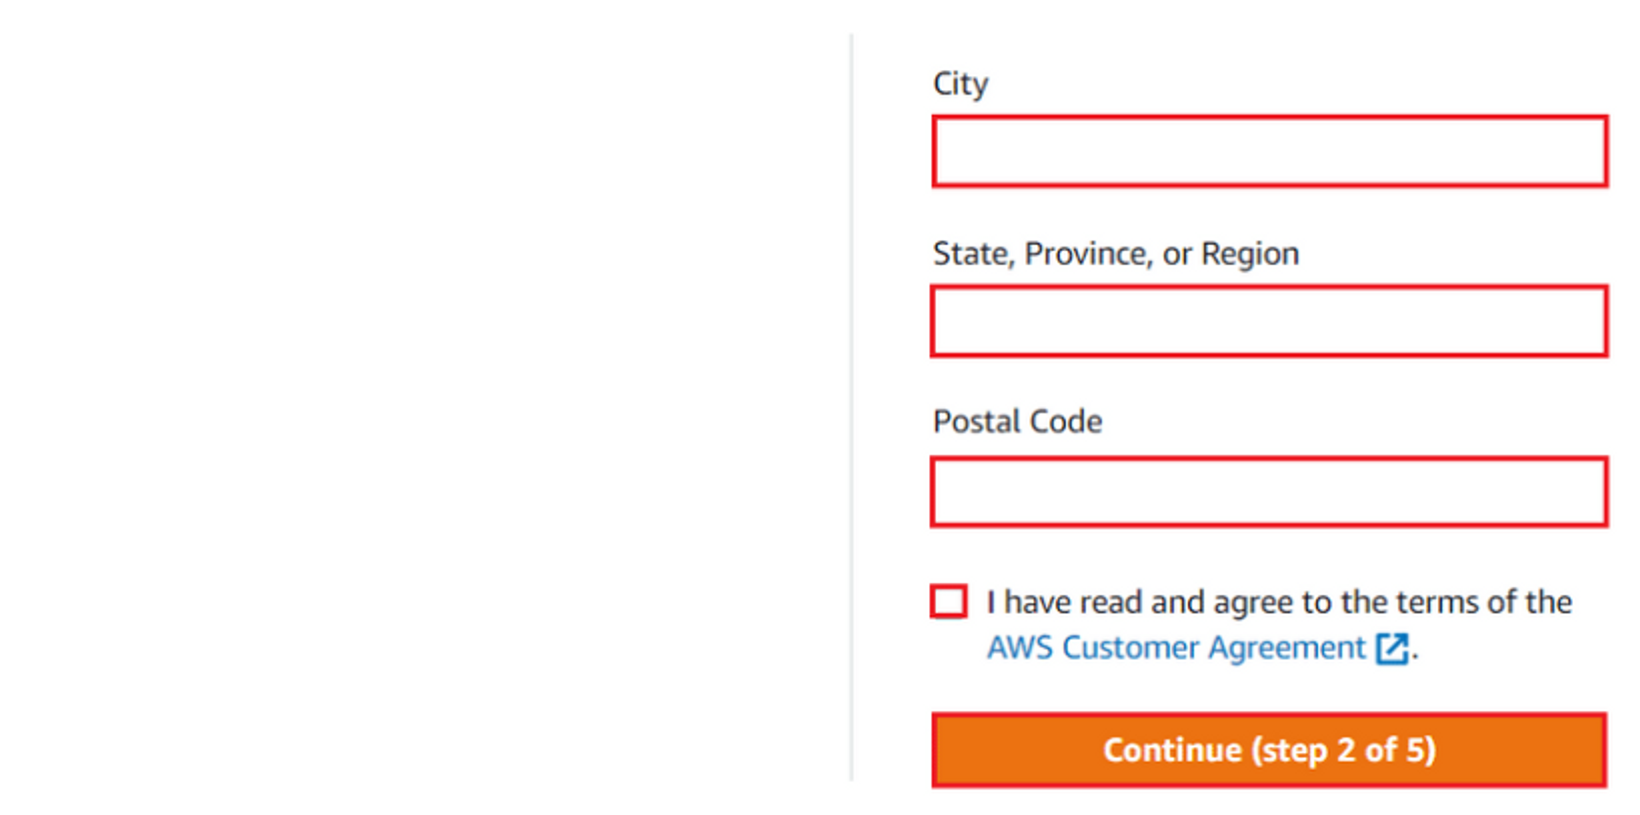 City
State, Province, or Region
Postal Code
I have read and agree to the terms of the
AWS Customer Agreement.
Continue (step 2 of 5)